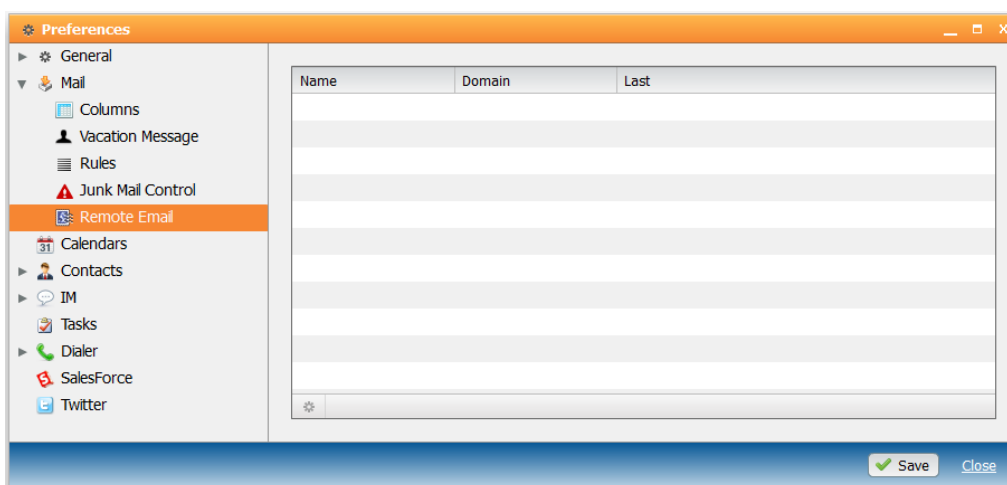 Preferences
General
Mail
Columns
Vacation Message
Rules
Junk Mail Control
Remote Email
31 Calendars
Contacts
IM
Tasks
Dialer
SalesForce
Twitter
Name Domain Last
Save Close